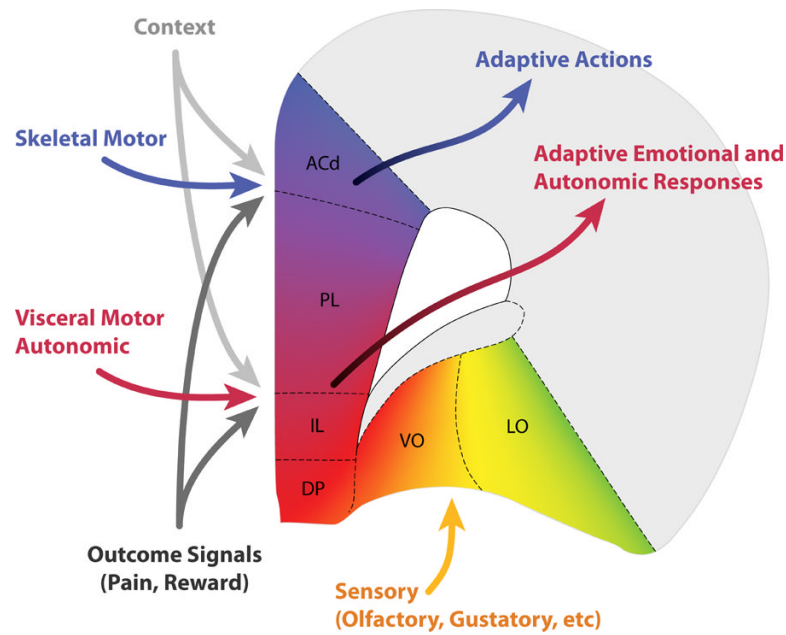 Context
Adaptive Actions
Skeletal Motor
ACd
Adaptive Emotional and
Autonomic Responses
PL
Visceral Motor
Autonomic
IL
VO
LO
DP
Outcome Signals
(Pain, Reward)
Sensory
(Olfactory, Gustatory, etc)